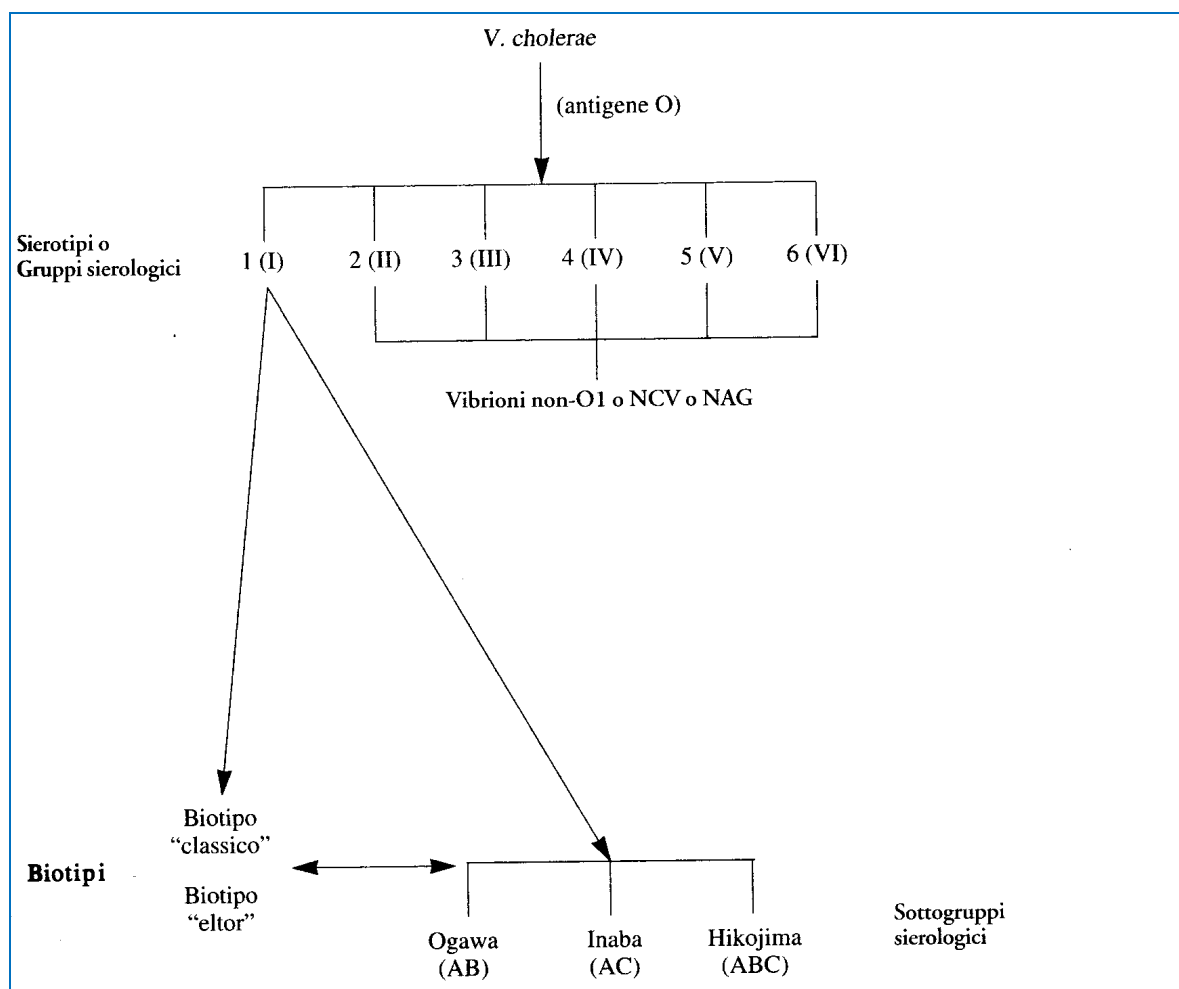 V. cholerae
(antigene O)
Sierotipi o
Gruppi sierologici
1 (I)
2 (II)
3 (III)
4 (IV)
5 (V)
6 (VI)
Vibrioni non-O1 o NCV o NAG
Biotipo
“classico”
Biotipi
Biotipo
“eltor”
Ogawa
(AB)
Inaba
(AC)
Hikojima
(ABC)
Sottogruppi
sierologici